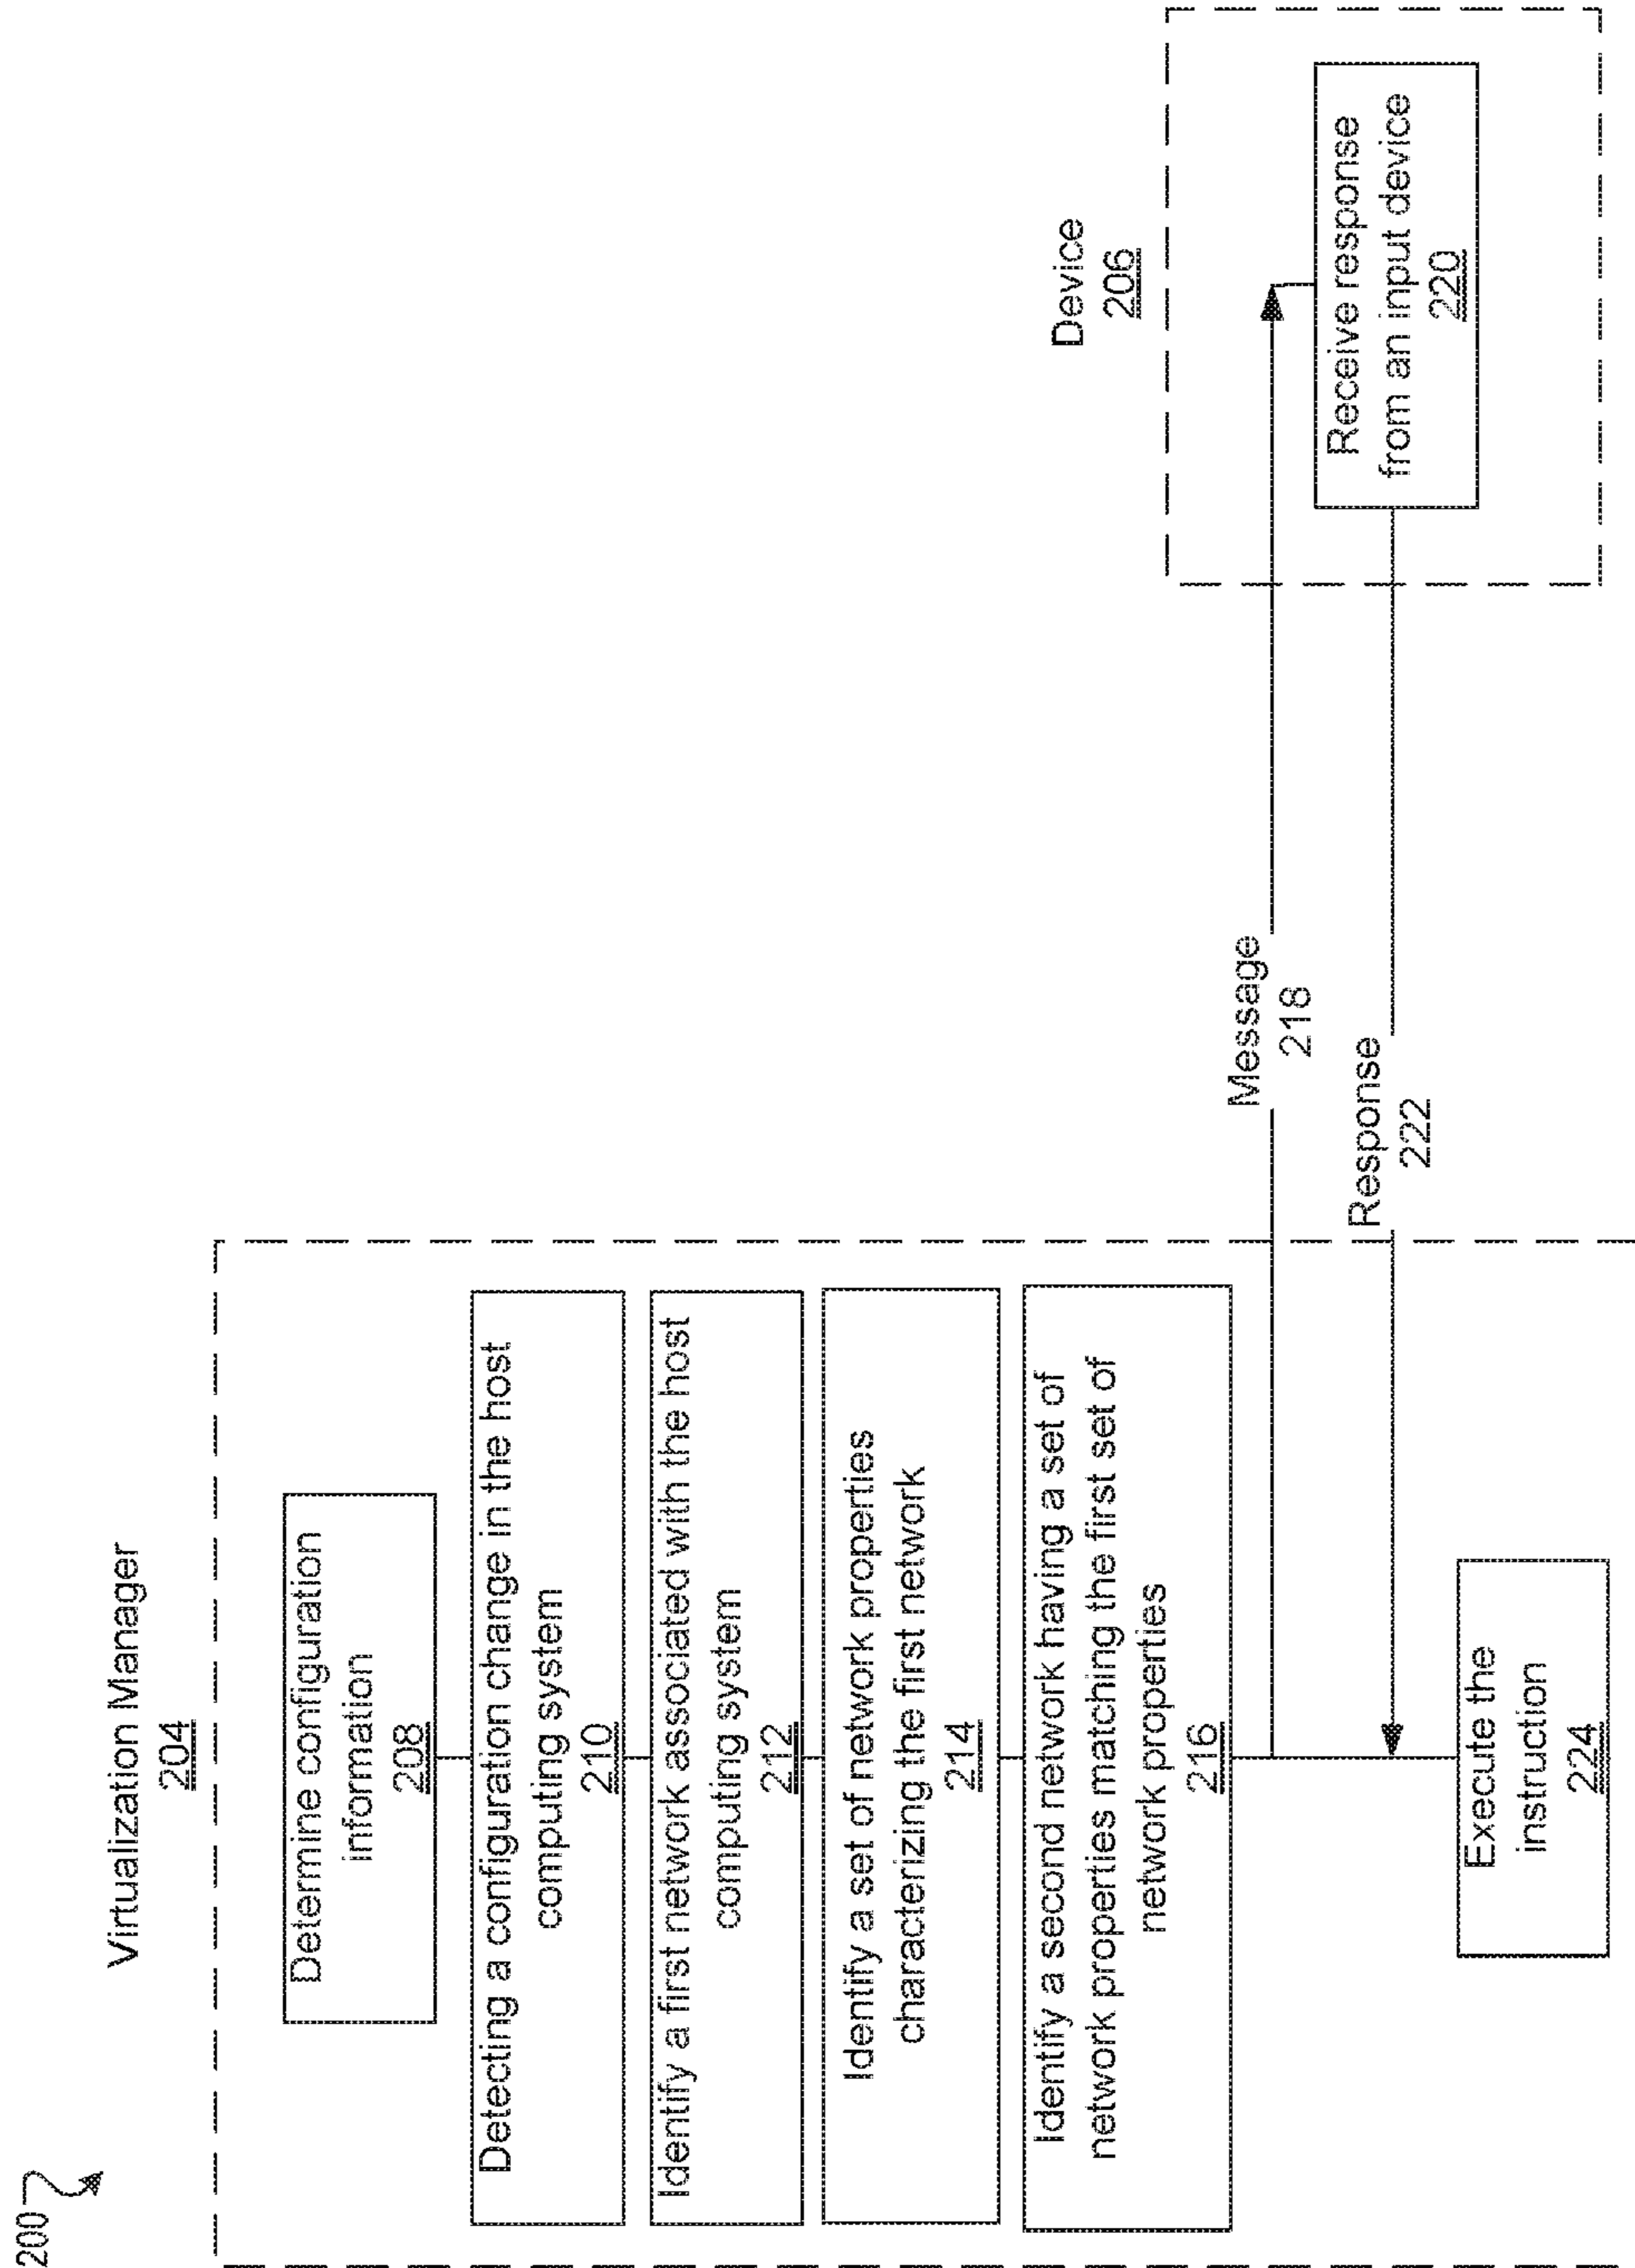 200
Virtualization Manager
204
Determine configuration
information
208
Detecting a configuration change in the host
computing system
210
Identify a first network associated with the host
computing system
212
Identify a set of network properties
characterizing the first network
214
Identify a second network having a set of
network properties matching the first set of
network properties
216
Message
218
Response
222
Execute the
instruction
224
Device
206
Receive response
from an input device
220